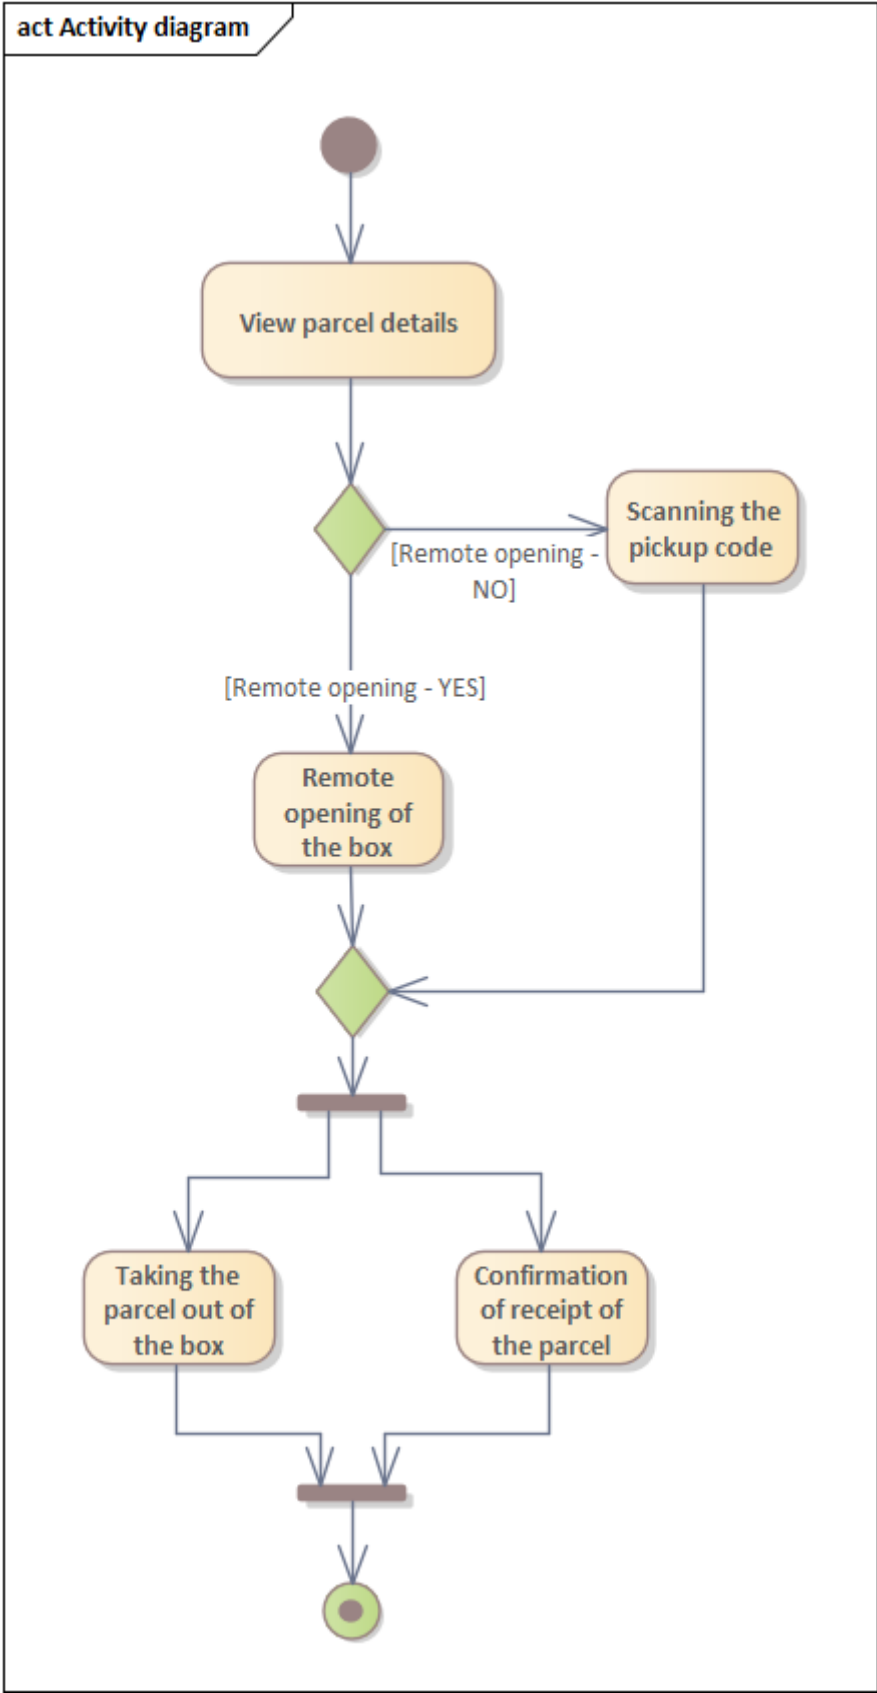 act Activity diagram
View parcel details
Scanning the
pickup code
[Remote opening -
NO]
[Remote opening - YES]
Remote
opening of
the box
Taking the
parcel out of
the box
Confirmation
of receipt of
the parcel